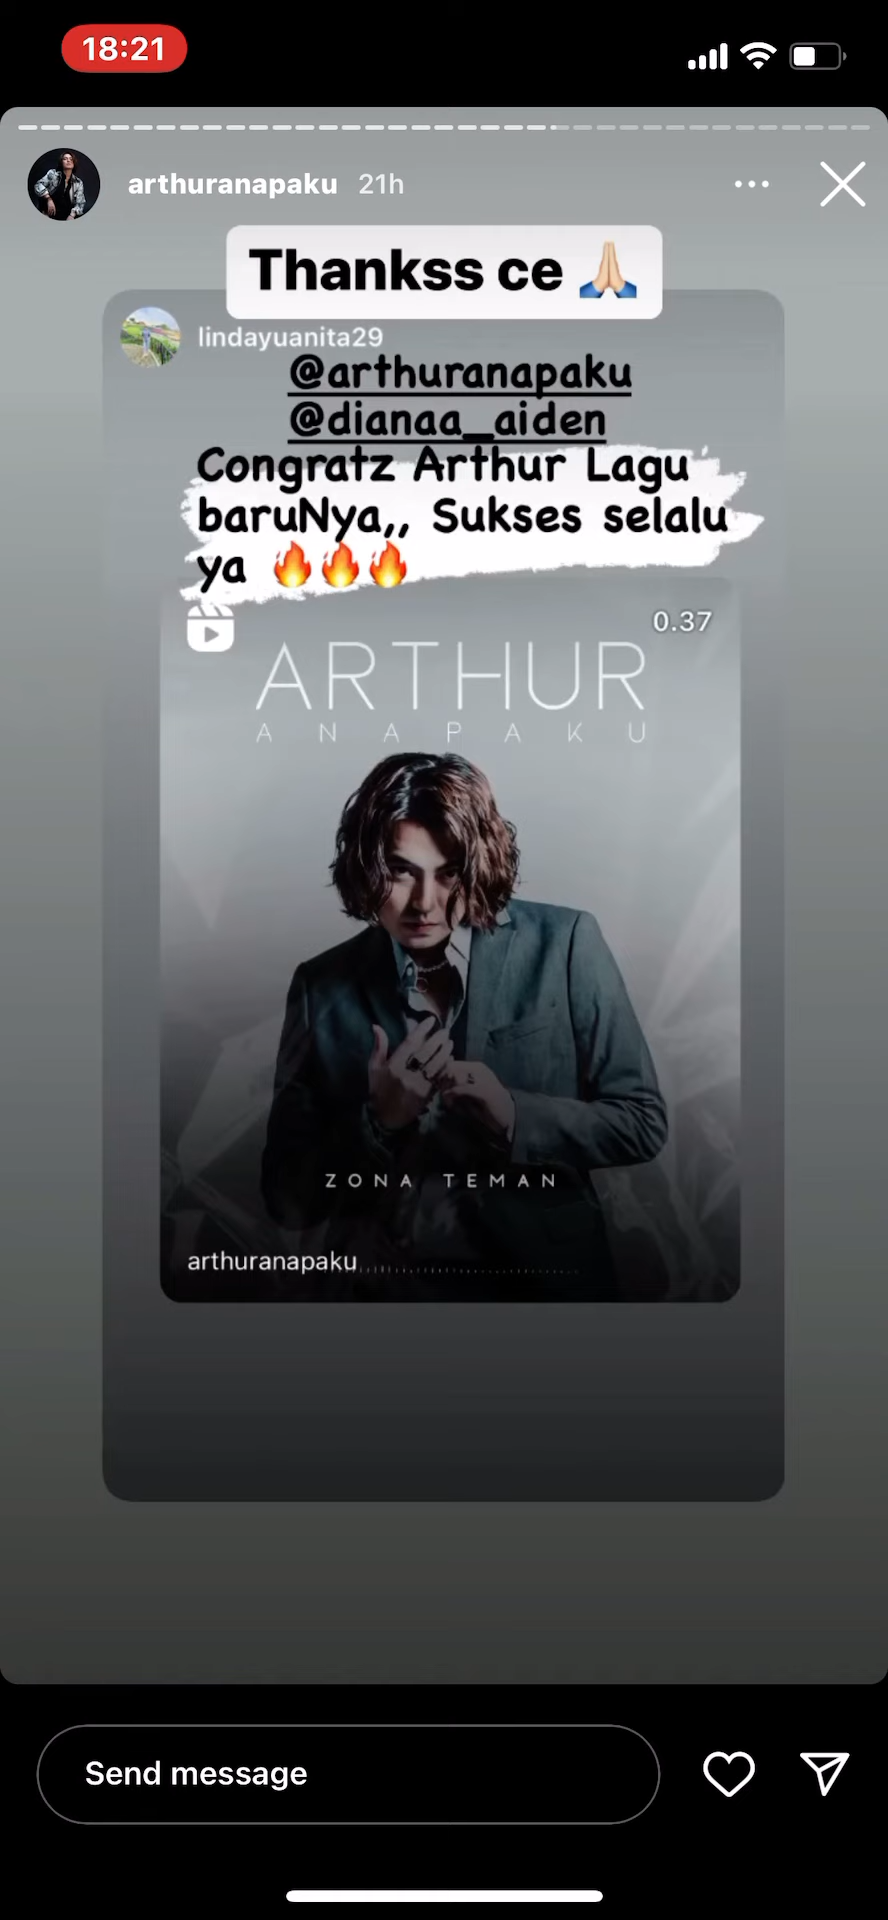 18:21
arthuranapaku 21h
Thankss ce 🙏🏼
lindayuanita29
@arthuranapaku
@dianaa_aiden
Congratz Arthur Lagu
baruNya,, Sukses selalu
ya 🔥🔥🔥
0.37
ARTHUR
ANAPAKU
ZONA TEMAN
arthuranapaku
Send message